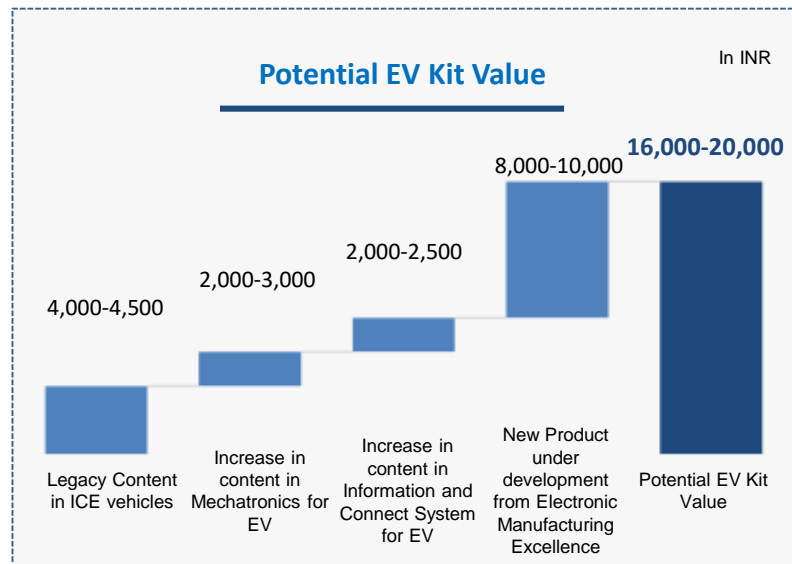 Potential EV Kit Value
In INR
4,000-4,500
2,000-3,000
2,000-2,500
8,000-10,000
16,000-20,000
Legacy Content
in ICE vehicles
Increase in
content in
Mechatronics for
EV
Increase in
content in
Information and
Connect System
for EV
New Product
under
development
from Electronic
Manufacturing
Excellence
Potential EV Kit
Value